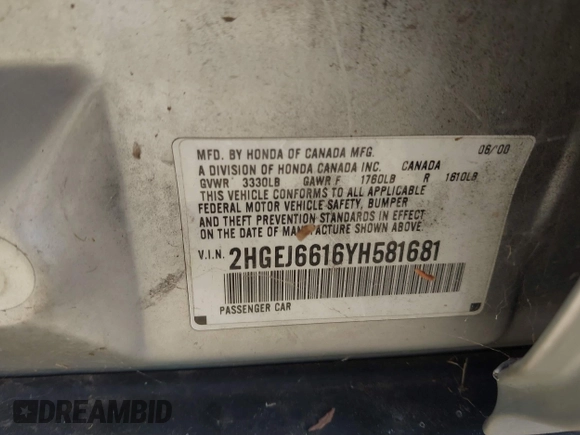 MFD. BY HONDA OF CANADA MFG. 06/00
A DIVISION OF HONDA CANADA INC. CANADA
GVWR 3330LB GAWR F 1760LB R 1610LB
THIS VEHICLE CONFORMS TO ALL APPLICABLE
FEDERAL MOTOR VEHICLE SAFETY, BUMPER
AND THEFT PREVENTION STANDARDS IN EFFECT
ON DATE OF MANUFACTURE SHOWN ABOVE.
V.I.N. 2HGEJ6616YH581681
PASSENGER CAR
DREAMBID